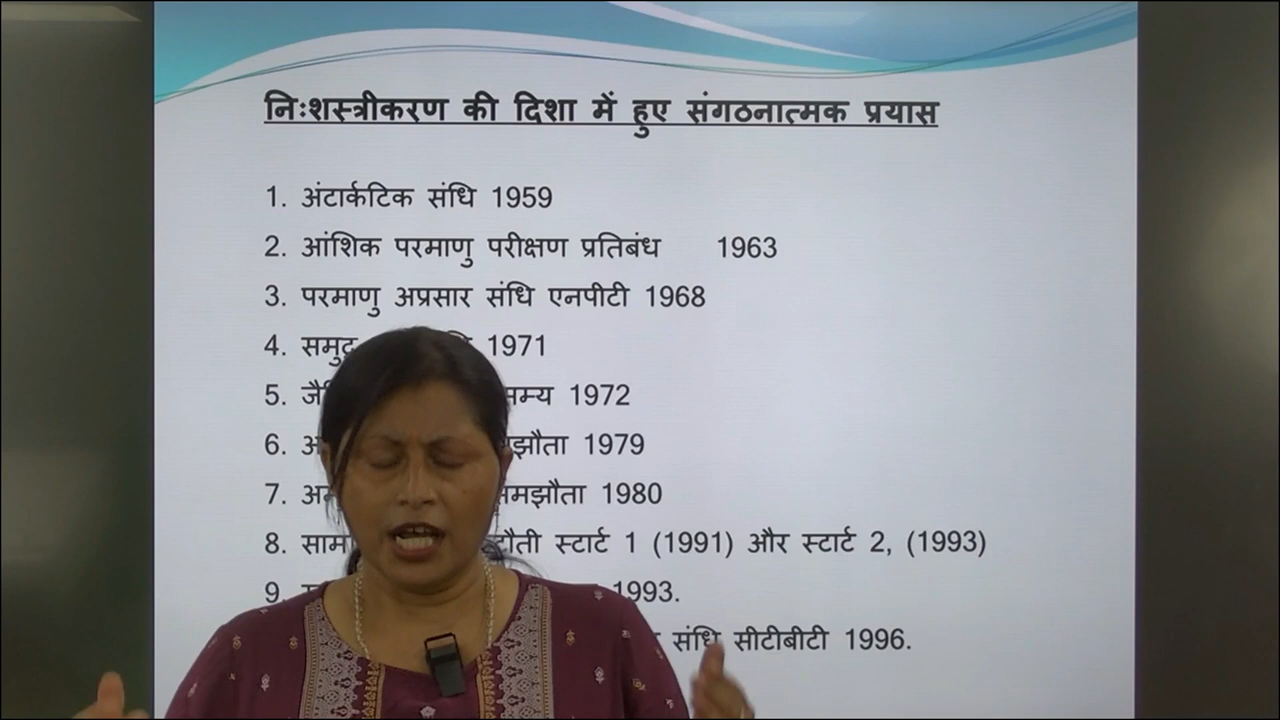 निःशस्त्रीकरण की दिशा में हुए संगठनात्मक प्रयास
1. अंटार्कटिक संधि 1959
2. आंशिक परमाणु परीक्षण प्रतिबंध 1963
3. परमाणु अप्रसार संधि एनपीटी 1968
4. 1971
5. 1972
6. 1979
7. समझौता 1980
8. स्टार्ट 1 (1991) और स्टार्ट 2, (1993)
9. 1993.
संधि सीटीबीटी 1996.